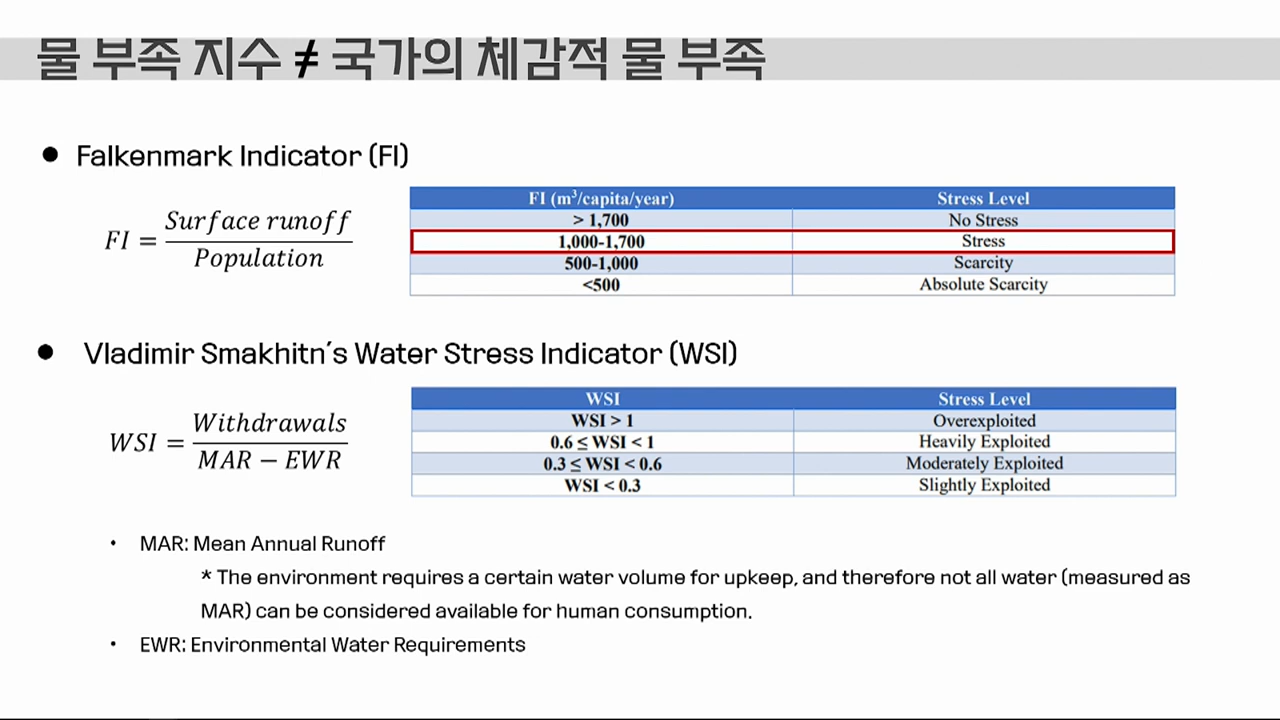 물 부족 지수 ≠ 국가의 체감적 물 부족
● Falkenmark Indicator (FI)
FI = Surface runoff / Population
FI (m³/capita/year) Stress Level
> 1,700 No Stress
1,000-1,700 Stress
500-1,000 Scarcity
<500 Absolute Scarcity
● Vladimir Smakhitn's Water Stress Indicator (WSI)
WSI = Withdrawals / MAR − EWR
WSI Stress Level
WSI > 1 Overexploited
0.6 ≤ WSI < 1 Heavily Exploited
0.3 ≤ WSI < 0.6 Moderately Exploited
WSI < 0.3 Slightly Exploited
• MAR: Mean Annual Runoff
* The environment requires a certain water volume for upkeep, and therefore not all water (measured as
MAR) can be considered available for human consumption.
• EWR: Environmental Water Requirements